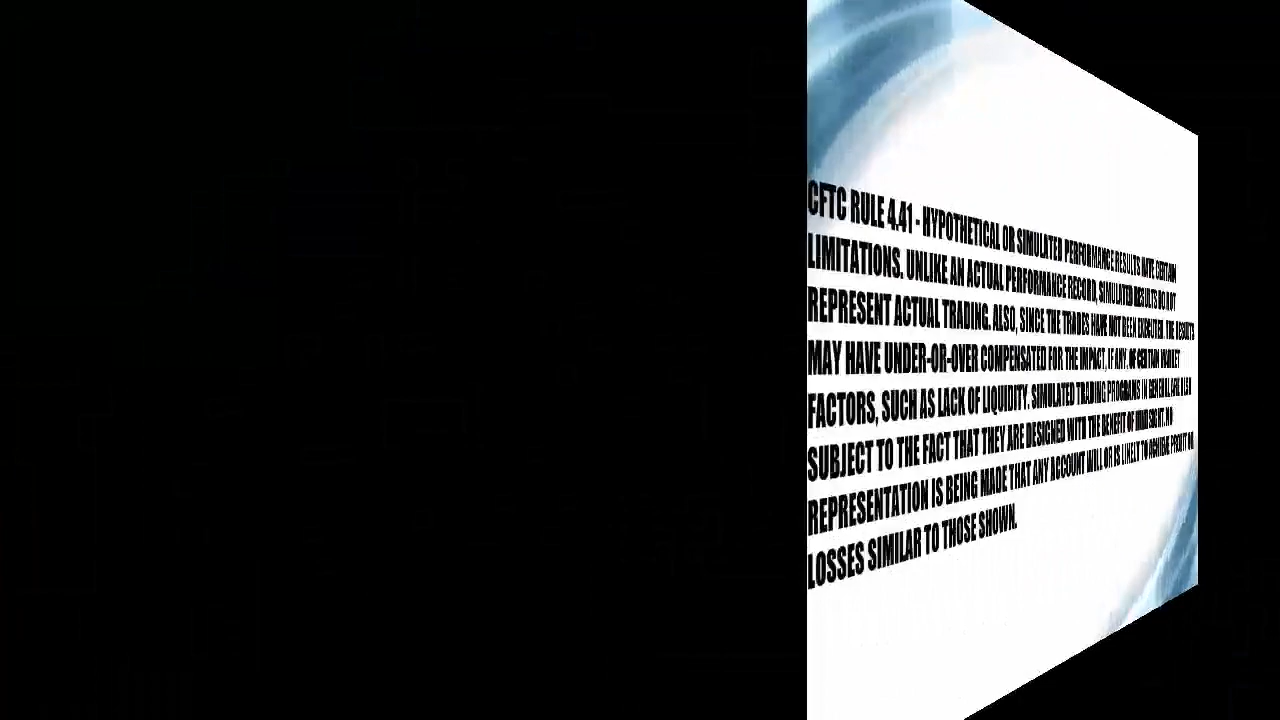 CFTC RULE 4.41 - HYPOTHETICAL OR SIMULATED PERFORMANCE RESULTS HAVE CERTAIN
LIMITATIONS. UNLIKE AN ACTUAL PERFORMANCE RECORD, SIMULATED RESULTS DO NOT
REPRESENT ACTUAL TRADING. ALSO, SINCE THE TRADES HAVE NOT BEEN EXECUTED. THE RESULTS
MAY HAVE UNDER-OR-OVER COMPENSATED FOR THE IMPACT, IF ANY, OF CERTAIN MARKET
FACTORS, SUCH AS LACK OF LIQUIDITY. SIMULATED TRADING PROGRAMS IN GENERAL ARE ALSO
SUBJECT TO THE FACT THAT THEY ARE DESIGNED WITH THE BENEFIT OF HINDSIGHT. NO
REPRESENTATION IS BEING MADE THAT ANY ACCOUNT WILL OR IS LIKELY TO ACHIEVE PROFIT OR
LOSSES SIMILAR TO THOSE SHOWN.